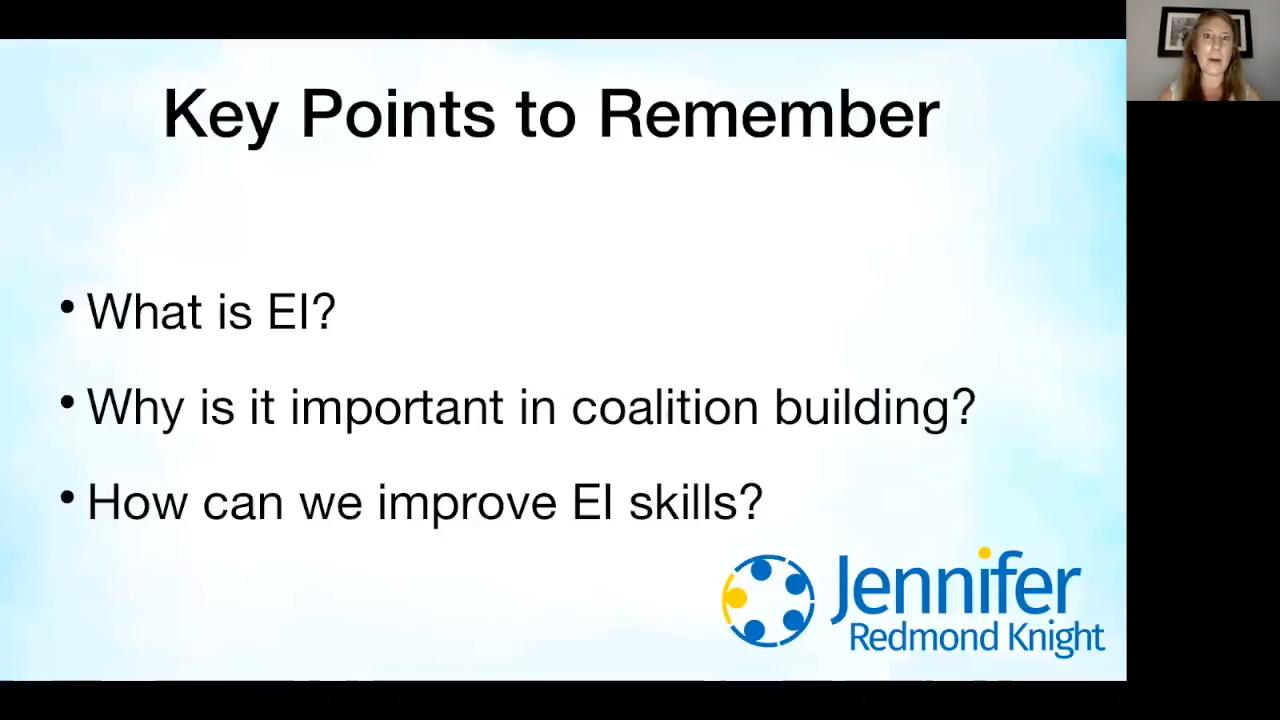 Key Points to Remember
• What is EI?
• Why is it important in coalition building?
• How can we improve EI skills?
Jennifer
Redmond Knight